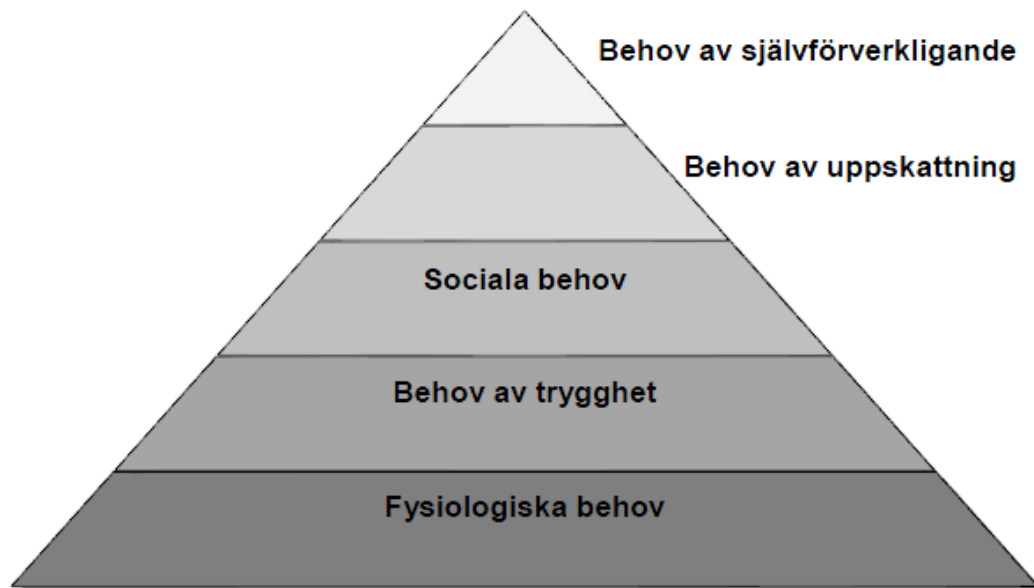 Behov av självförverkligande
Behov av uppskattning
Sociala behov
Behov av trygghet
Fysiologiska behov